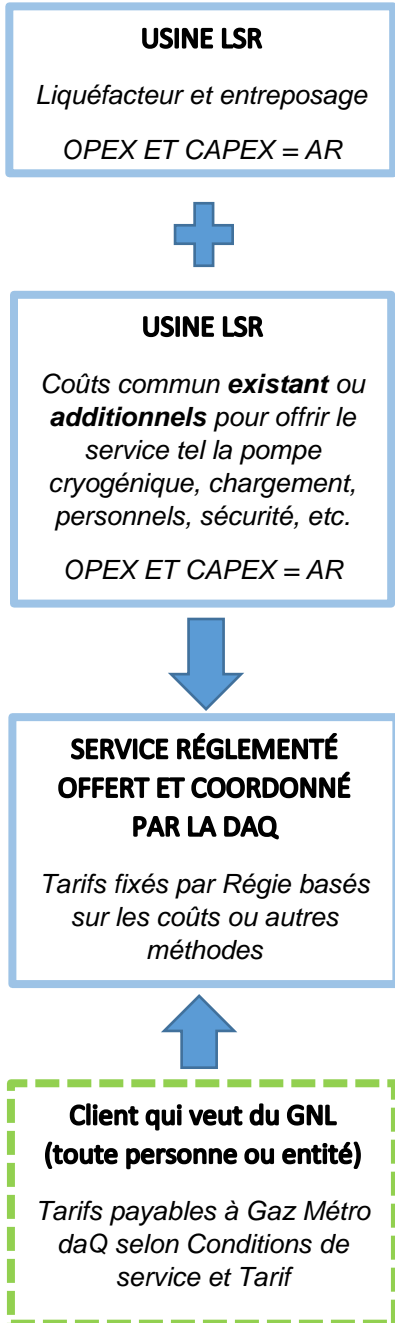 USINE LSR
Liquéfacteur et entreposage
OPEX ET CAPEX = AR
USINE LSR
Coûts commun existant ou
additionnels pour offrir le
service tel la pompe
cryogénique, chargement,
personnels, sécurité, etc.
OPEX ET CAPEX = AR
SERVICE RÉGLEMENTÉ
OFFERT ET COORDONNÉ
PAR LA DAQ
Tarifs fixés par Régie basés
sur les coûts ou autres
méthodes
Client qui veut du GNL
(toute personne ou entité)
Tarifs payables à Gaz Métro
daQ selon Conditions de
service et Tarif